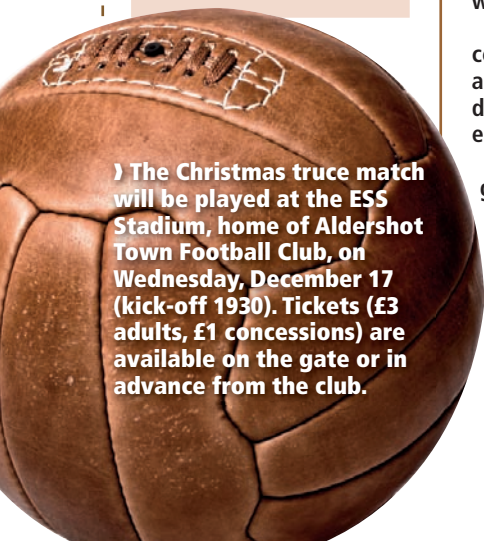 ❫ The Christmas truce match
will be played at the ESS
Stadium, home of Aldershot
Town Football Club, on
Wednesday, December 17
(kick-off 1930). Tickets (£3
adults, £1 concessions) are
available on the gate or in
advance from the club.